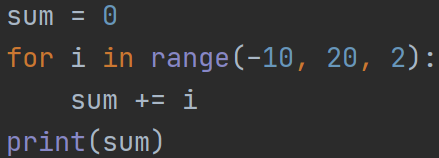 sum = 0
for i in range(-10, 20, 2):
    sum += i
print(sum)